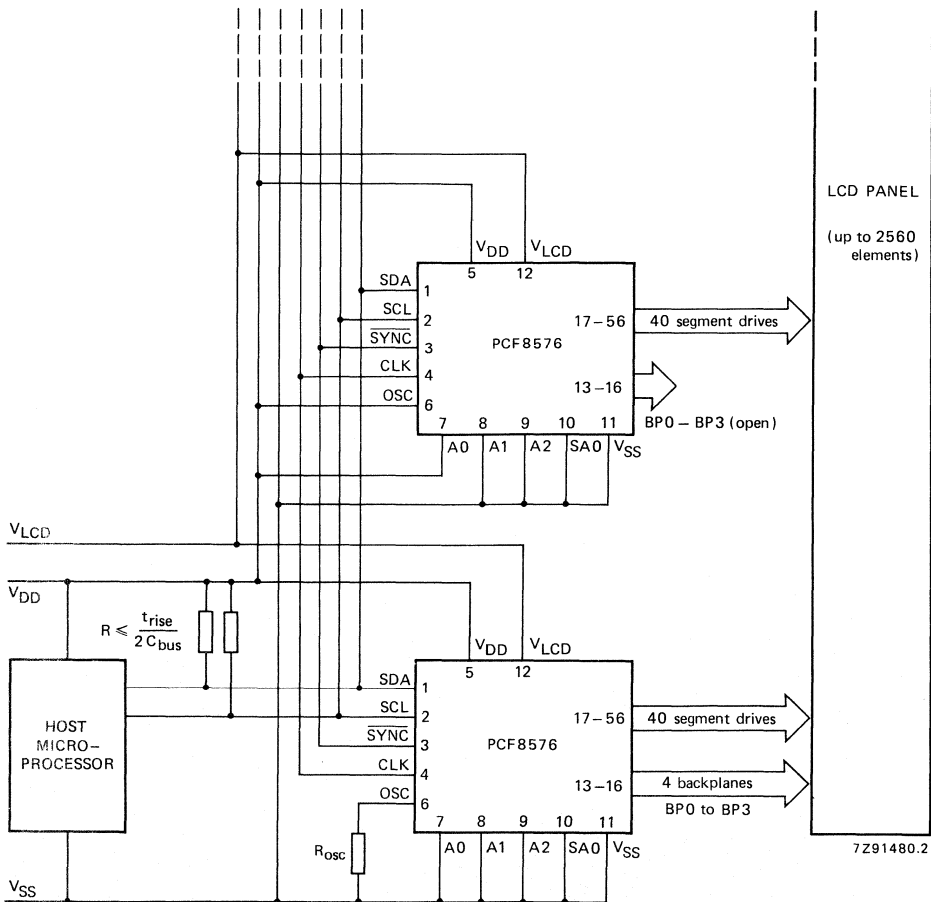 V_DD V_LCD
5 12
SDA
1
SCL
2
SYNC
3
CLK
4
OSC
6
PCF8576
17–56
40 segment drives
13–16
BP0 – BP3 (open)
7 8 9 10 11
A0 A1 A2 SA0 V_SS
LCD PANEL
(up to 2560
elements)
V_LCD
V_DD
R ⩽ t_rise / 2 C_bus
HOST
MICRO-
PROCESSOR
V_DD V_LCD
5 12
SDA
1
SCL
2
SYNC
3
CLK
4
OSC
6
PCF8576
17–56
40 segment drives
13–16
4 backplanes
BP0 to BP3
7 8 9 10 11
A0 A1 A2 SA0 V_SS
R_OSC
V_SS
7Z91480.2